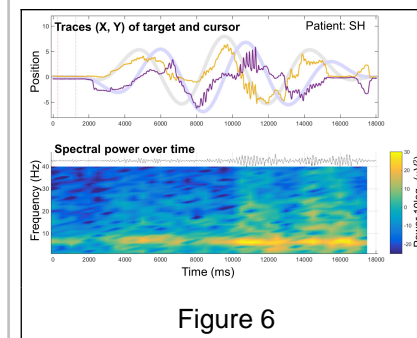 Traces (X, Y) of target and cursor
Patient: SH
Position
5
0
-5
0 2000 4000 6000 8000 10000 12000 14000 16000 18000
Spectral power over time
Frequency (Hz)
40
30
20
10
0 2000 4000 6000 8000 10000 12000 14000 16000 18000
Time (ms)
30
20
10
0
-10
-20
Figure 6